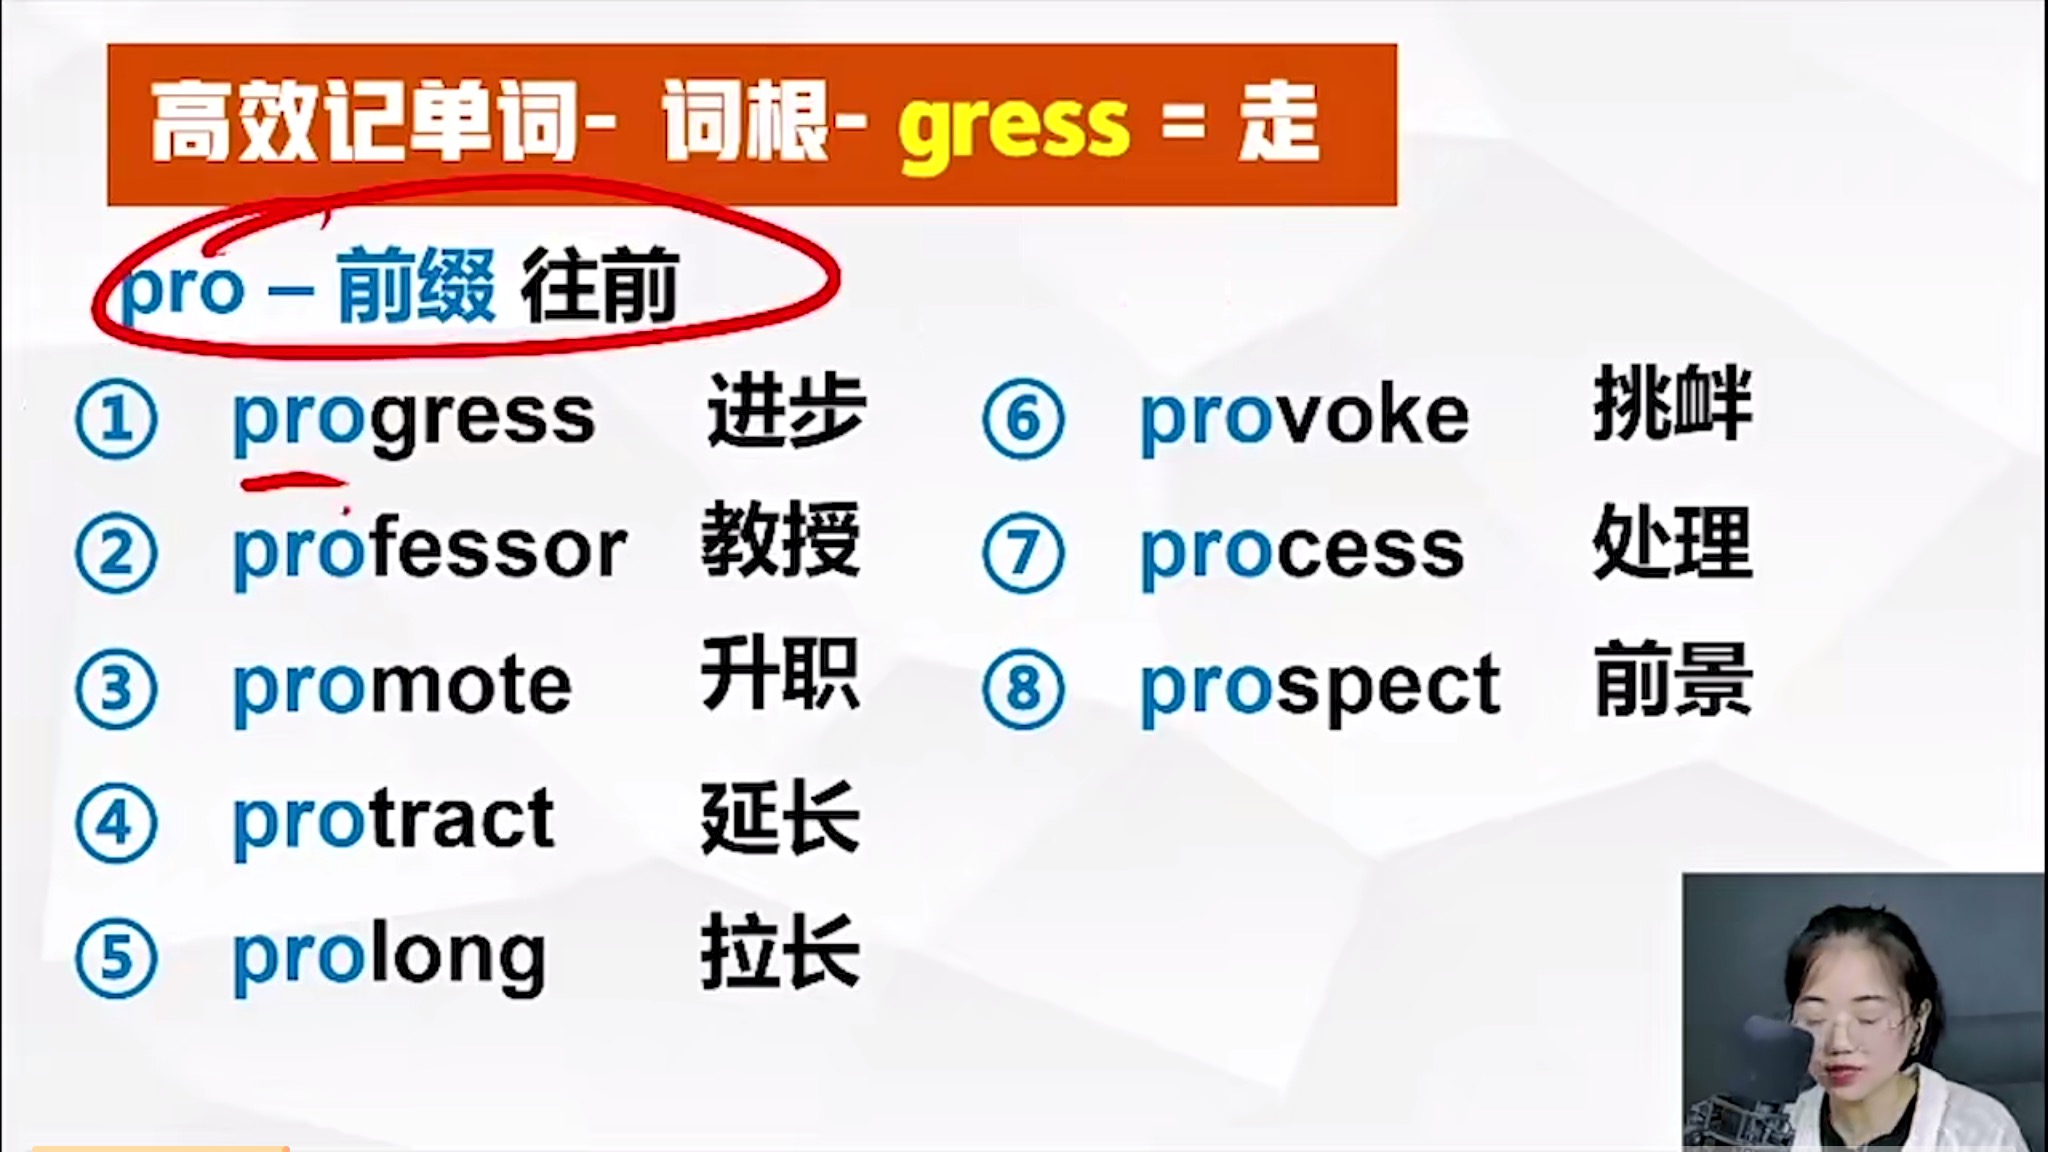 高效记单词- 词根- gress = 走
pro – 前缀 往前
① progress 进步
② professor 教授
③ promote 升职
④ protract 延长
⑤ prolong 拉长
⑥ provoke 挑衅
⑦ process 处理
⑧ prospect 前景